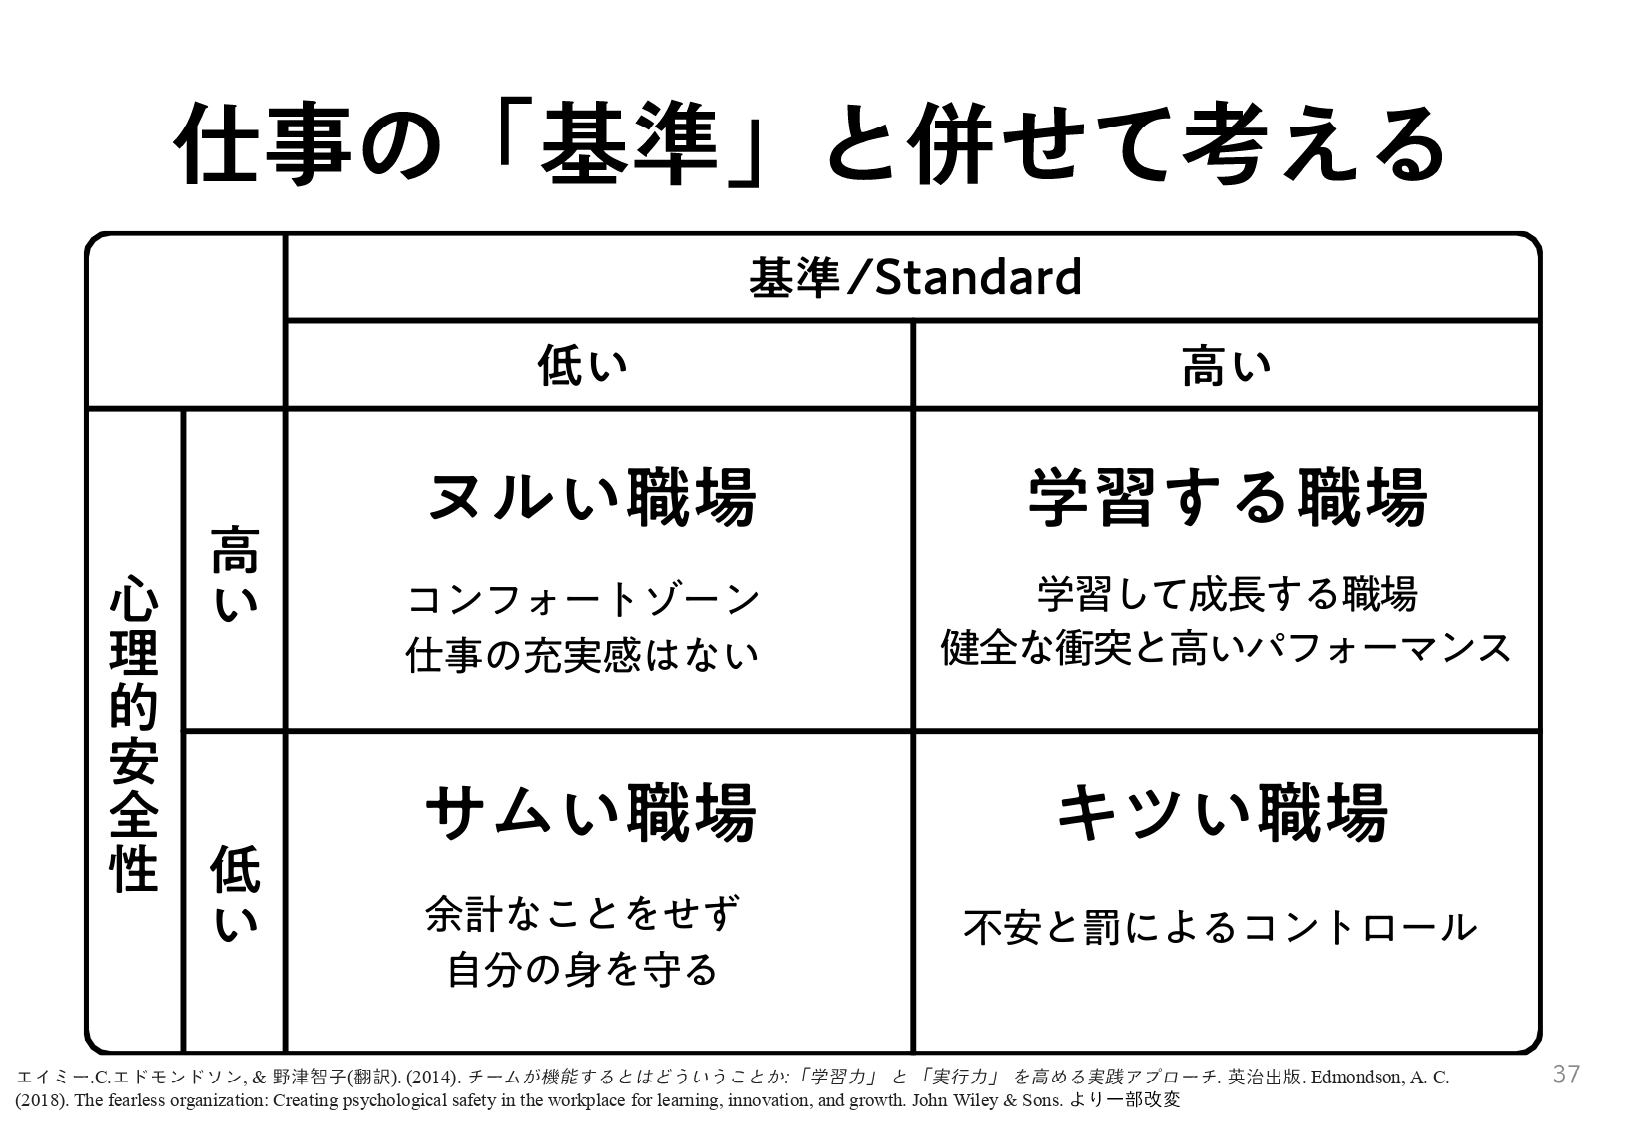 仕事の「基準」と併せて考える
基準/Standard
低い
高い
心理的安全性
高い
ヌルい職場
コンフォートゾーン
仕事の充実感はない
学習する職場
学習して成長する職場
健全な衝突と高いパフォーマンス
低い
サムい職場
余計なことをせず
自分の身を守る
キツい職場
不安と罰によるコントロール
エイミー.C.エドモンドソン, & 野津智子(翻訳). (2014). チームが機能するとはどういうことか:「学習力」 と 「実行力」 を高める実践アプローチ. 英治出版. Edmondson, A. C.
(2018). The fearless organization: Creating psychological safety in the workplace for learning, innovation, and growth. John Wiley & Sons. より一部改変
37